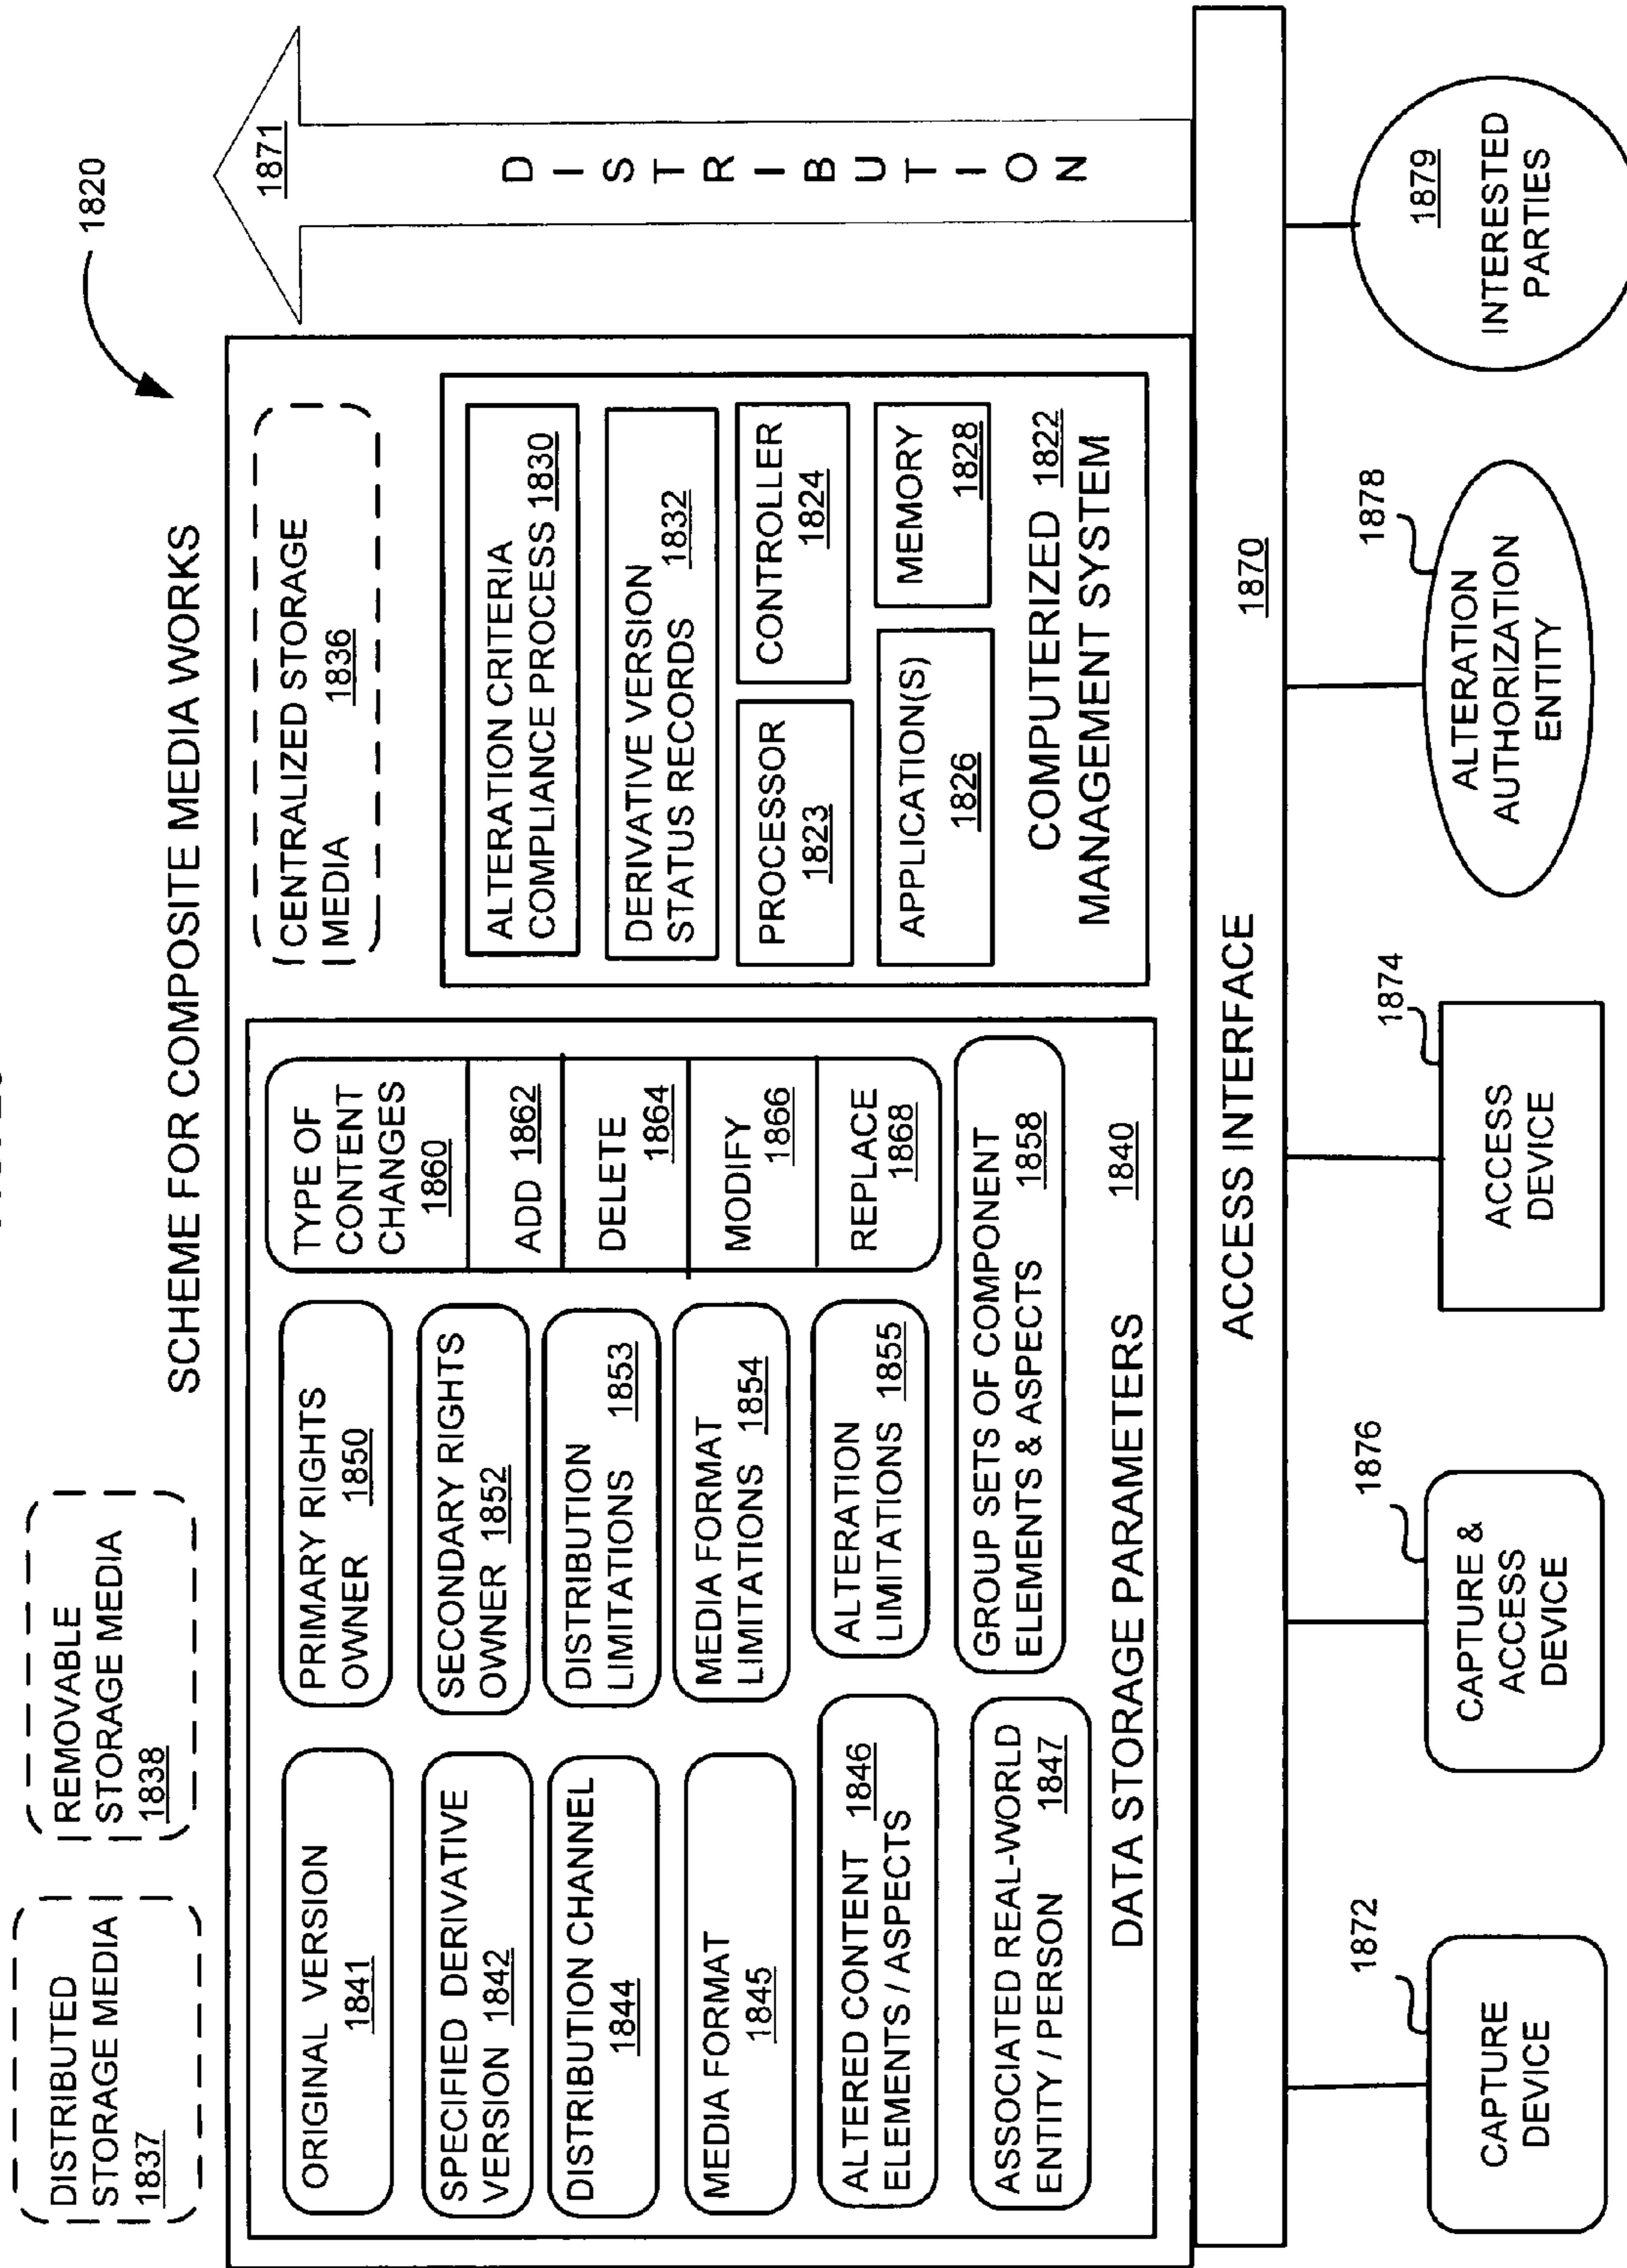 SCHEME FOR COMPOSITE MEDIA WORKS
1820
DISTRIBUTED
STORAGE MEDIA
1837
REMOVABLE
STORAGE MEDIA
1838
CENTRALIZED STORAGE
MEDIA 1836
ORIGINAL VERSION
1841
SPECIFIED DERIVATIVE
VERSION 1842
DISTRIBUTION CHANNEL
1844
MEDIA FORMAT
1845
ALTERED CONTENT 1846
ELEMENTS / ASPECTS
ASSOCIATED REAL-WORLD
ENTITY / PERSON 1847
PRIMARY RIGHTS
OWNER 1850
SECONDARY RIGHTS
OWNER 1852
DISTRIBUTION
LIMITATIONS 1853
MEDIA FORMAT
LIMITATIONS 1854
ALTERATION
LIMITATIONS 1855
GROUP SETS OF COMPONENT
ELEMENTS & ASPECTS 1858
TYPE OF
CONTENT
CHANGES
1860
ADD 1862
DELETE
1864
MODIFY
1866
REPLACE
1868
DATA STORAGE PARAMETERS 1840
ALTERATION CRITERIA
COMPLIANCE PROCESS 1830
DERIVATIVE VERSION
STATUS RECORDS 1832
PROCESSOR
1823
CONTROLLER
1824
APPLICATION(S)
1826
MEMORY
1828
COMPUTERIZED 1822
MANAGEMENT SYSTEM
1871
DISTRIBUTION
ACCESS INTERFACE 1870
1872
CAPTURE
DEVICE
1876
CAPTURE &
ACCESS
DEVICE
1874
ACCESS
DEVICE
1878
ALTERATION
AUTHORIZATION
ENTITY
1879
INTERESTED
PARTIES